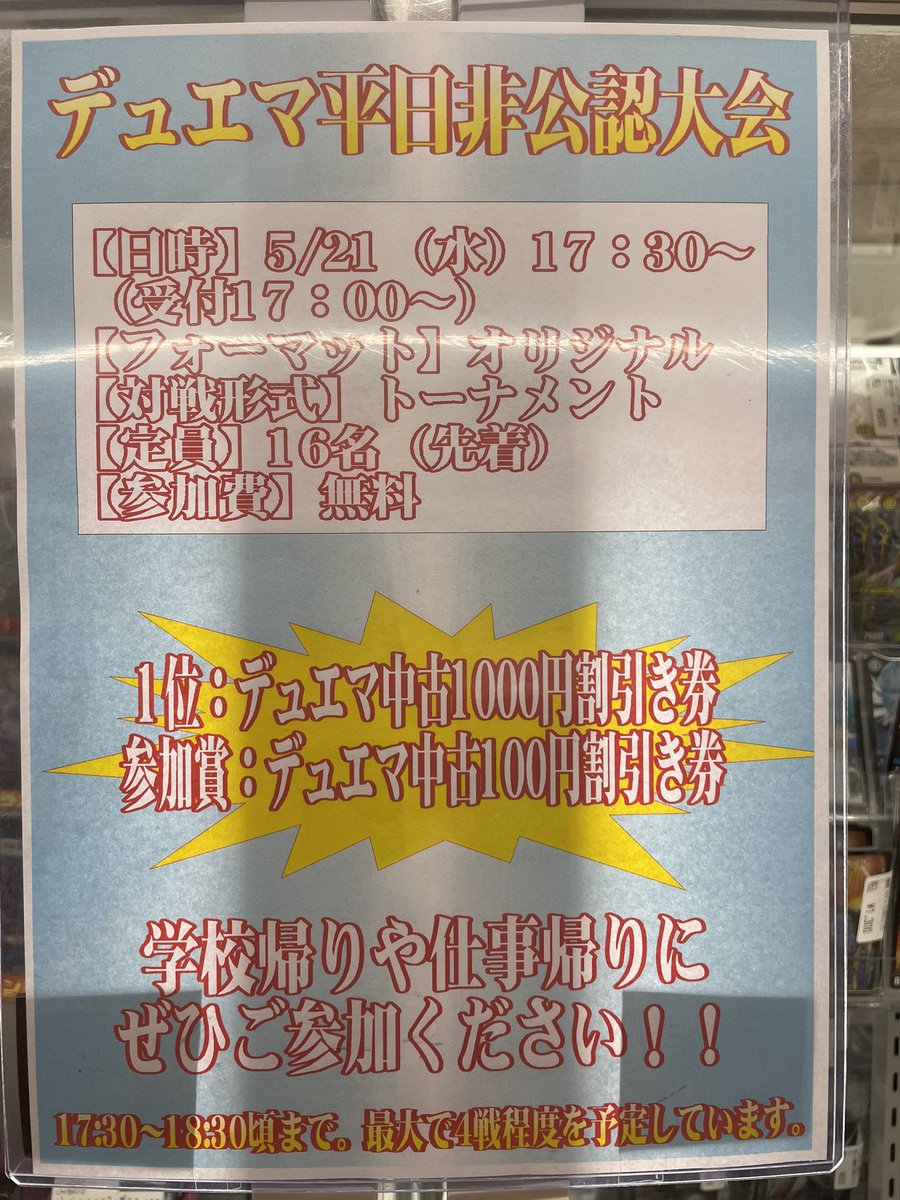 デュエマ平日非公認大会
【日時】5/21（水）17：30～
（受付17：00～）
【フォーマット】オリジナル
【対戦形式】トーナメント
【定員】16名（先着）
【参加費】無料
1位：デュエマ中古1000円割引き券
参加賞：デュエマ中古100円割引き券
学校帰りや仕事帰りに
ぜひご参加ください！！
17:30～18:30頃まで。最大で4戦程度を予定しています。